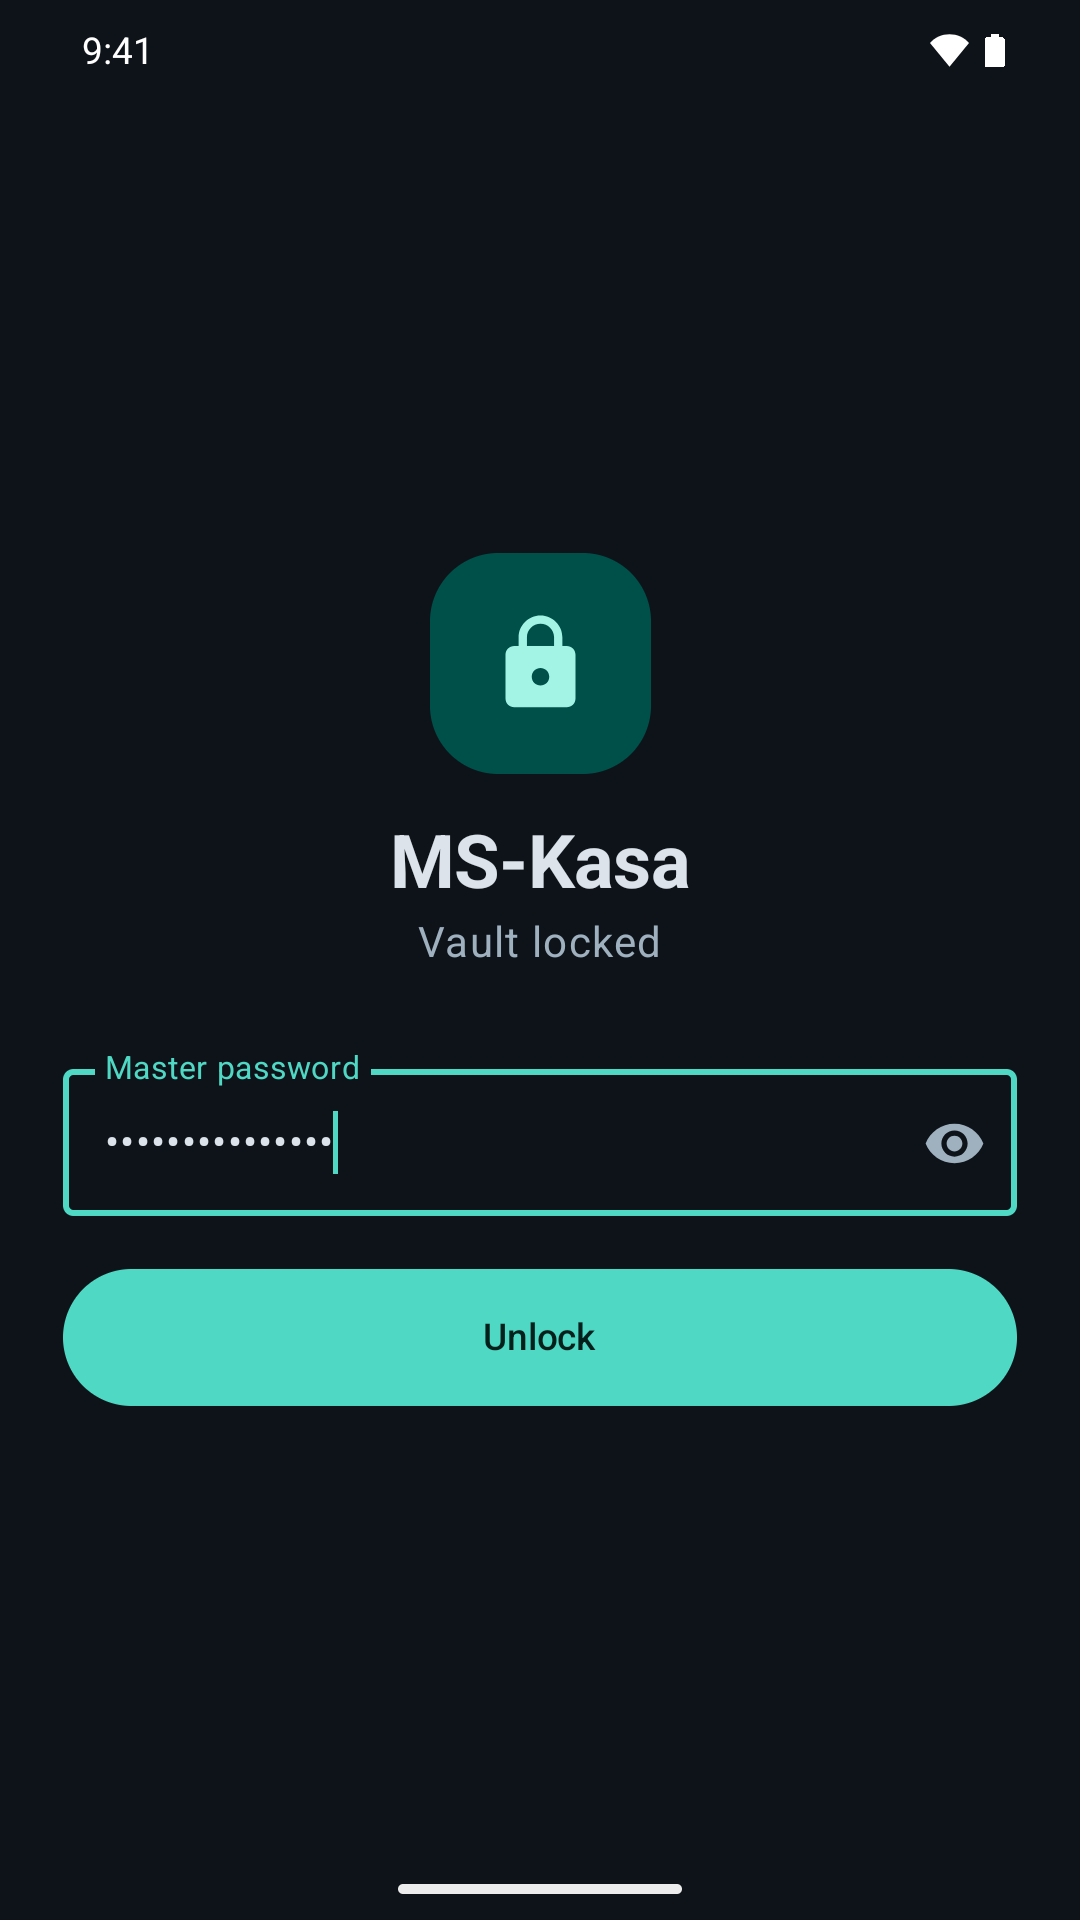 9:41
MS-Kasa
Vault locked
Master password
•••••••••••••••
Unlock